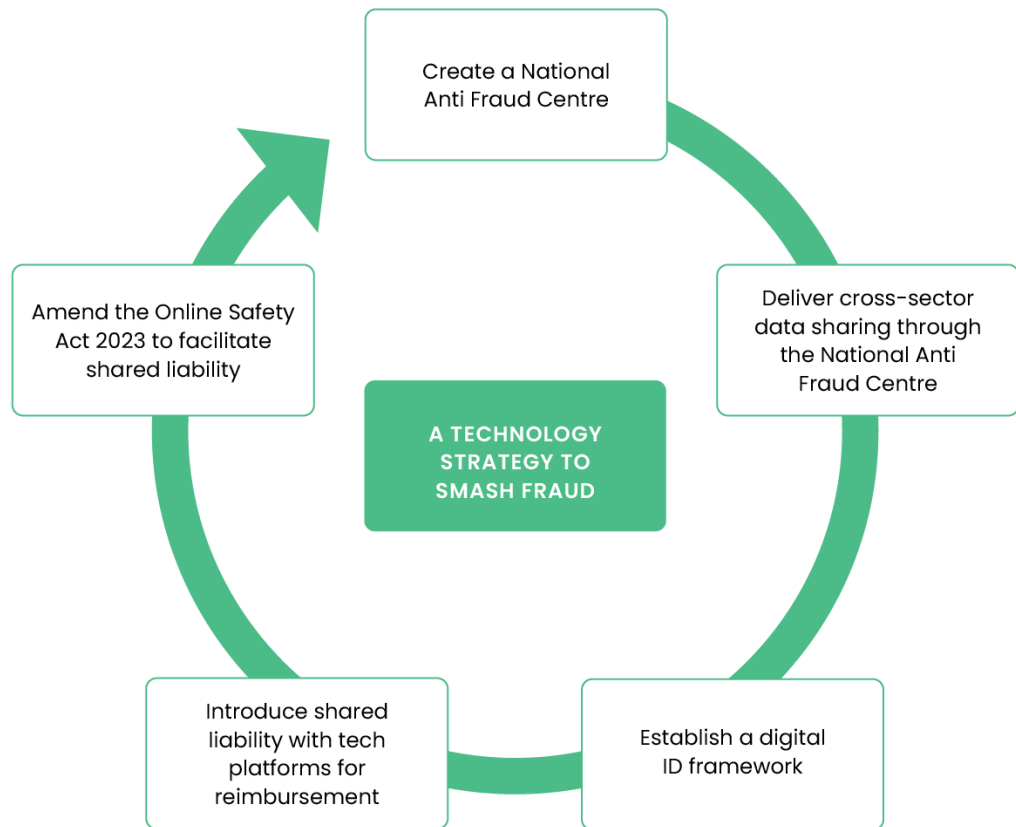 Create a National
Anti Fraud Centre
Deliver cross-sector
data sharing through
the National Anti
Fraud Centre
Establish a digital
ID framework
Introduce shared
liability with tech
platforms for
reimbursement
Amend the Online Safety
Act 2023 to facilitate
shared liability
A TECHNOLOGY
STRATEGY TO
SMASH FRAUD